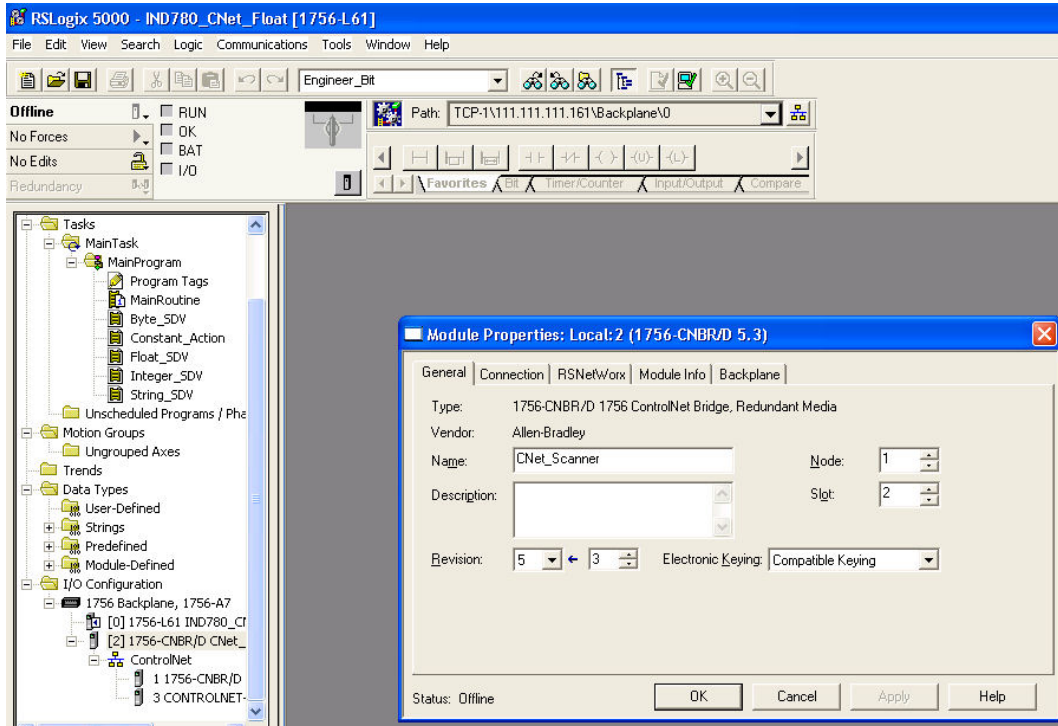 RSLogix 5000 - IND780_CNet_Float [1756-L61]
File Edit View Search Logic Communications Tools Window Help
Engineer_Bit
Offline
RUN
No Forces
OK
No Edits
BAT
Redundancy
I/O
Path: TCP-1\111.111.111.161\Backplane\0
Favorites Bit Timer/Counter Input/Output Compare
Tasks
MainTask
MainProgram
Program Tags
MainRoutine
Byte_SDV
Constant_Action
Float_SDV
Integer_SDV
String_SDV
Unscheduled Programs / Pha
Motion Groups
Ungrouped Axes
Trends
Data Types
User-Defined
Strings
Predefined
Module-Defined
I/O Configuration
1756 Backplane, 1756-A7
[0] 1756-L61 IND780_CI
[2] 1756-CNBR/D CNet_
ControlNet
1 1756-CNBR/D
3 CONTROLNET-
Module Properties: Local:2 (1756-CNBR/D 5.3)
General Connection RSNetWorx Module Info Backplane
Type: 1756-CNBR/D 1756 ControlNet Bridge, Redundant Media
Vendor: Allen-Bradley
Name: CNet_Scanner Node: 1
Description: Slot: 2
Revision: 5 3 Electronic Keying: Compatible Keying
Status: Offline OK Cancel Apply Help